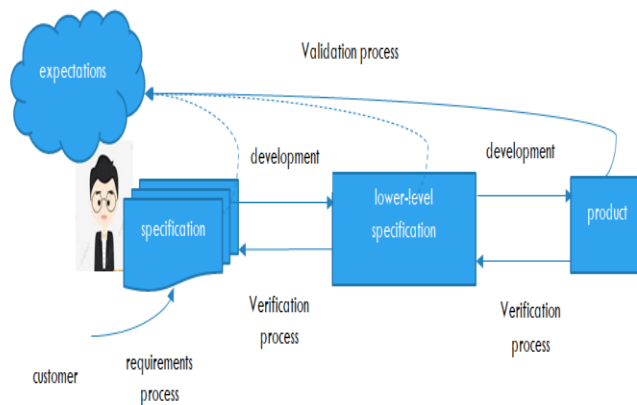 Validation process
expectations
development
development
specification
lower-level
specification
product
Verification
process
Verification
process
customer
requirements
process